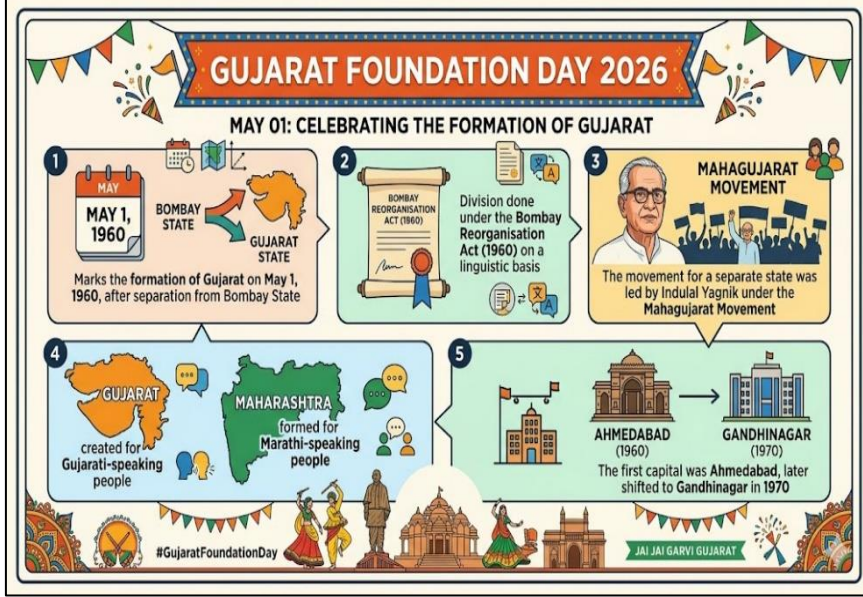 GUJARAT FOUNDATION DAY 2026
MAY 01: CELEBRATING THE FORMATION OF GUJARAT
1
MAY
MAY 1,
1960
BOMBAY
STATE
GUJARAT
STATE
Marks the formation of Gujarat on May 1,
1960, after separation from Bombay State
2
BOMBAY
REORGANISATION
ACT (1960)
A
Division done
under the Bombay
Reorganisation
Act (1960) on a
linguistic basis
A
3
MAHAGUJARAT
MOVEMENT
The movement for a separate state was
led by Indulal Yagnik under the
Mahagujarat Movement
4
GUJARAT
created for
Gujarati-speaking
people
MAHARASHTRA
formed for
Marathi-speaking
people
5
AHMEDABAD
(1960)
GANDHINAGAR
(1970)
The first capital was Ahmedabad, later
shifted to Gandhinagar in 1970
#GujaratFoundationDay
JAI JAI GARVI GUJARAT